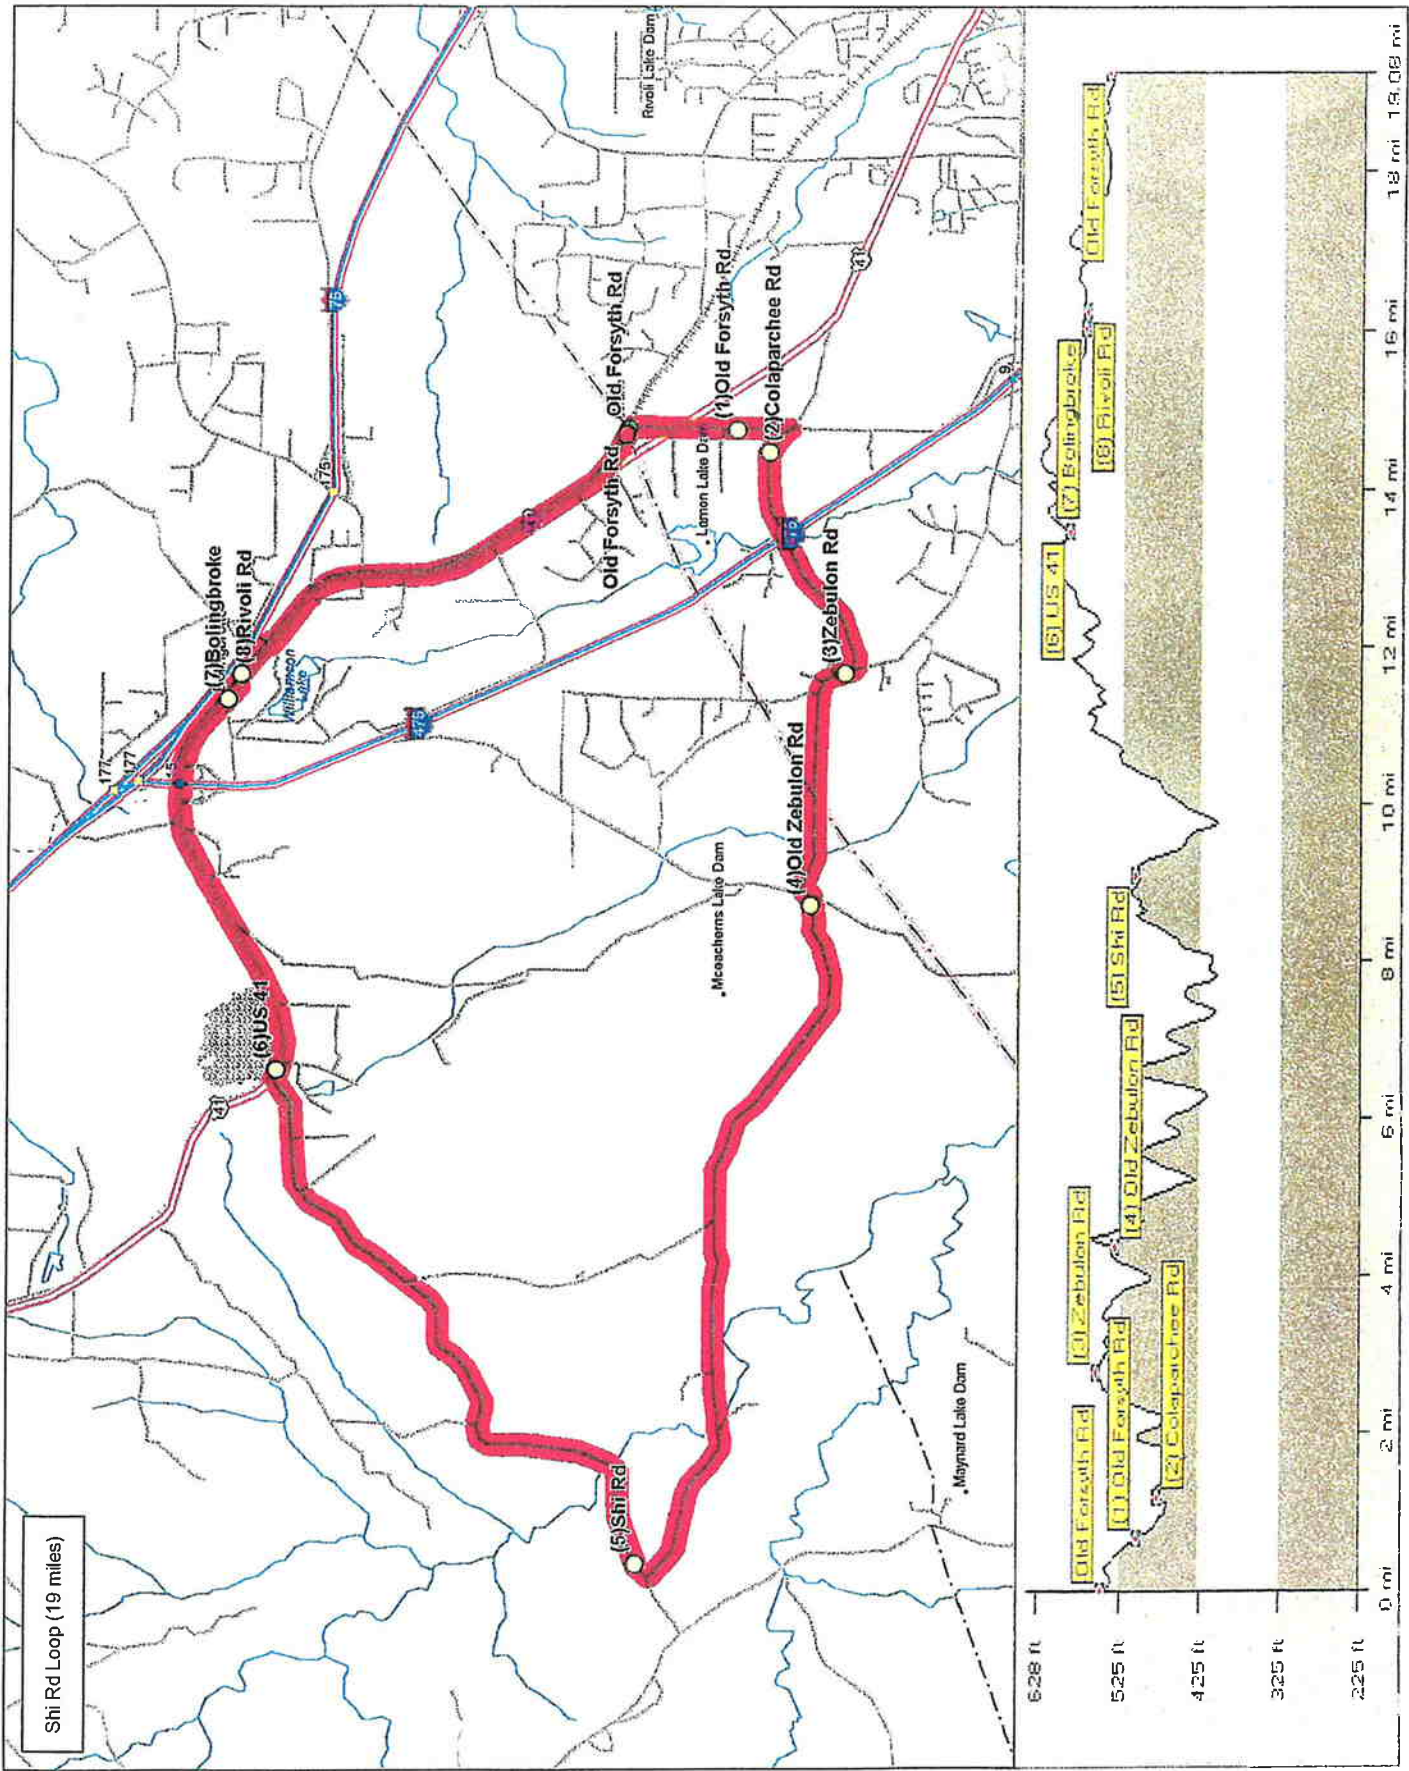 Shi Rd Loop (19 miles)
Rivoli Lake Dam
75
175
177
177
15
41
(7)Bolingbroke
(8)Rivoli Rd
Williamson
Lake
475
41
Old Forsyth Rd
Old Forsyth Rd
Lamon Lake Dam
(1)Old Forsyth Rd
(2)Colaparchee Rd
41
9
(3)Zebulon Rd
(4)Old Zebulon Rd
Mceacherns Lake Dam
(6)US 41
(5)Shi Rd
Maynard Lake Dam
628 ft
525 ft
425 ft
325 ft
225 ft
Old Forsyth Rd
(1) Old Forsyth Rd
(2) Colaparchee Rd
(3) Zebulon Rd
(4) Old Zebulon Rd
(5) Shi Rd
(6) US 41
(7) Bolingbroke
(8) Rivoli Rd
Old Forsyth Rd
0 mi
2 mi
4 mi
6 mi
8 mi
10 mi
12 mi
14 mi
16 mi
18 mi
19.08 mi